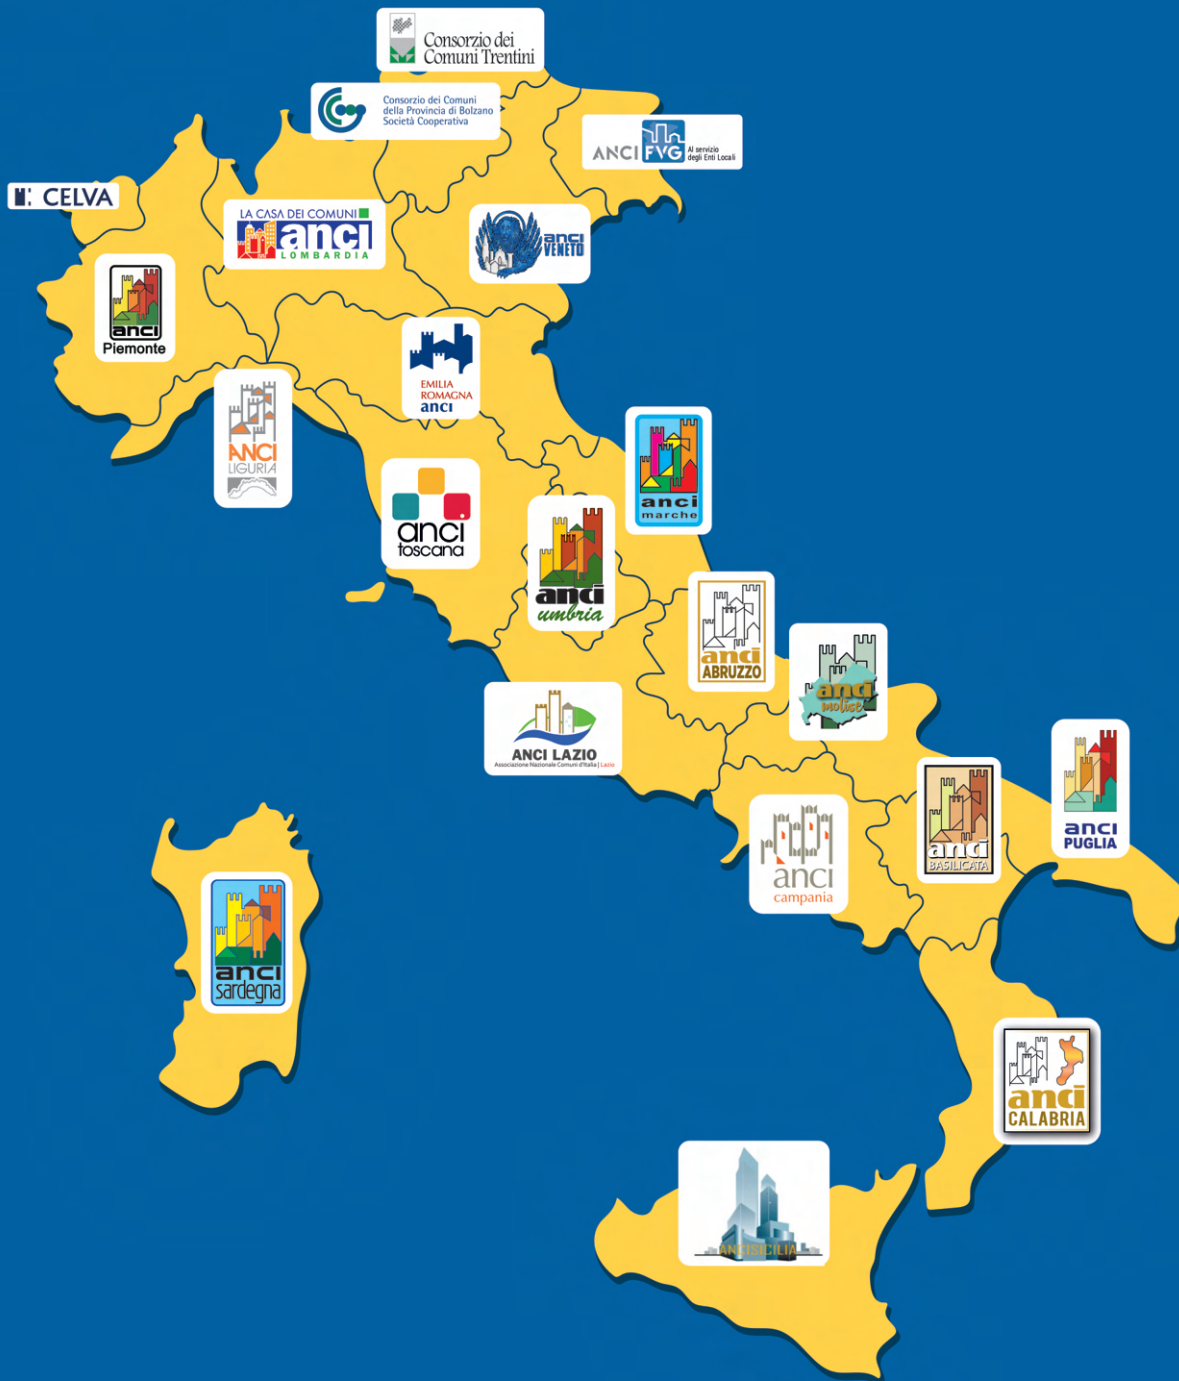 Consorzio dei
Comuni Trentini
Consorzio dei Comuni
della Provincia di Bolzano
Società Cooperativa
ANCI FVG Al servizio
degli Enti Locali
CELVA
LA CASA DEI COMUNI
anci
LOMBARDIA
anci
VENETO
anci
Piemonte
EMILIA
ROMAGNA
anci
ANCI
LIGURIA
anci
marche
anci
toscana
anci
umbria
anci
ABRUZZO
anci
molise
ANCI LAZIO
Associazione Nazionale Comuni d'Italia | Lazio
anci
PUGLIA
anci
BASILICATA
anci
campania
anci
sardegna
anci
CALABRIA
ANCISICILIA